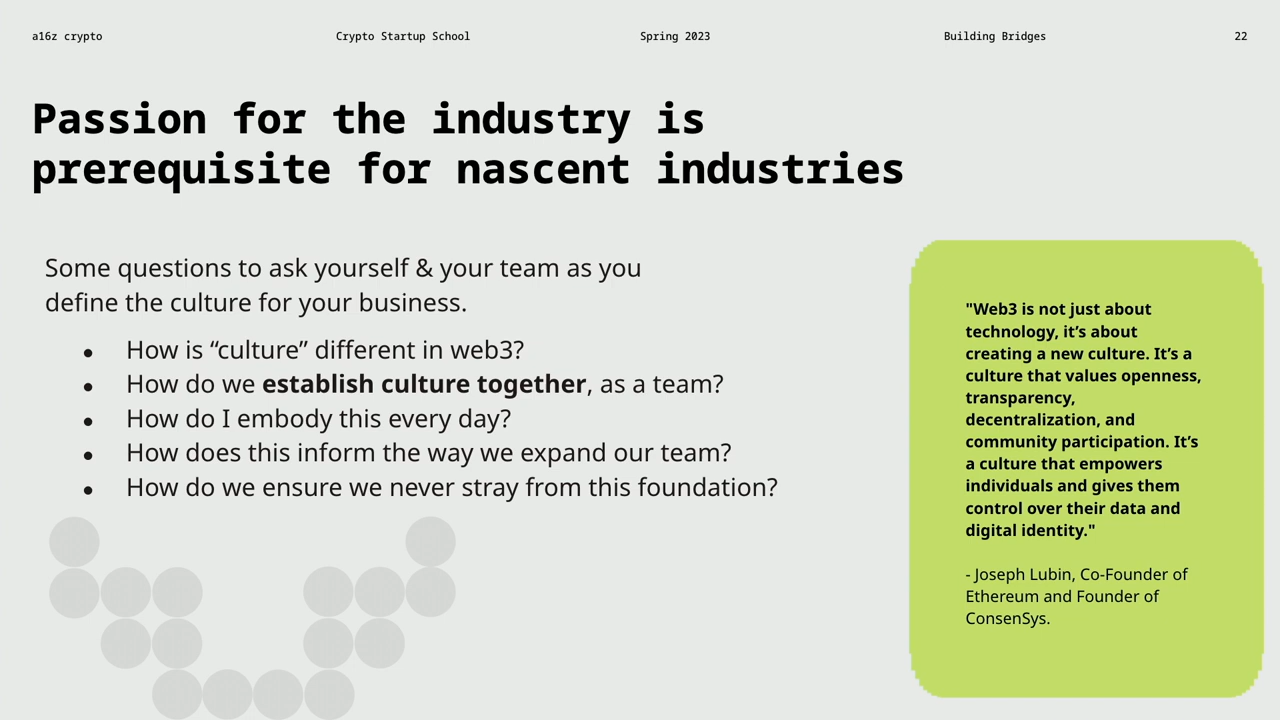 a16z crypto
Crypto Startup School
Spring 2023
Building Bridges
22
Passion for the industry is
prerequisite for nascent industries
Some questions to ask yourself & your team as you
define the culture for your business.
● How is “culture” different in web3?
● How do we establish culture together, as a team?
● How do I embody this every day?
● How does this inform the way we expand our team?
● How do we ensure we never stray from this foundation?
"Web3 is not just about
technology, it’s about
creating a new culture. It’s a
culture that values openness,
transparency,
decentralization, and
community participation. It’s
a culture that empowers
individuals and gives them
control over their data and
digital identity."
- Joseph Lubin, Co-Founder of
Ethereum and Founder of
ConsenSys.